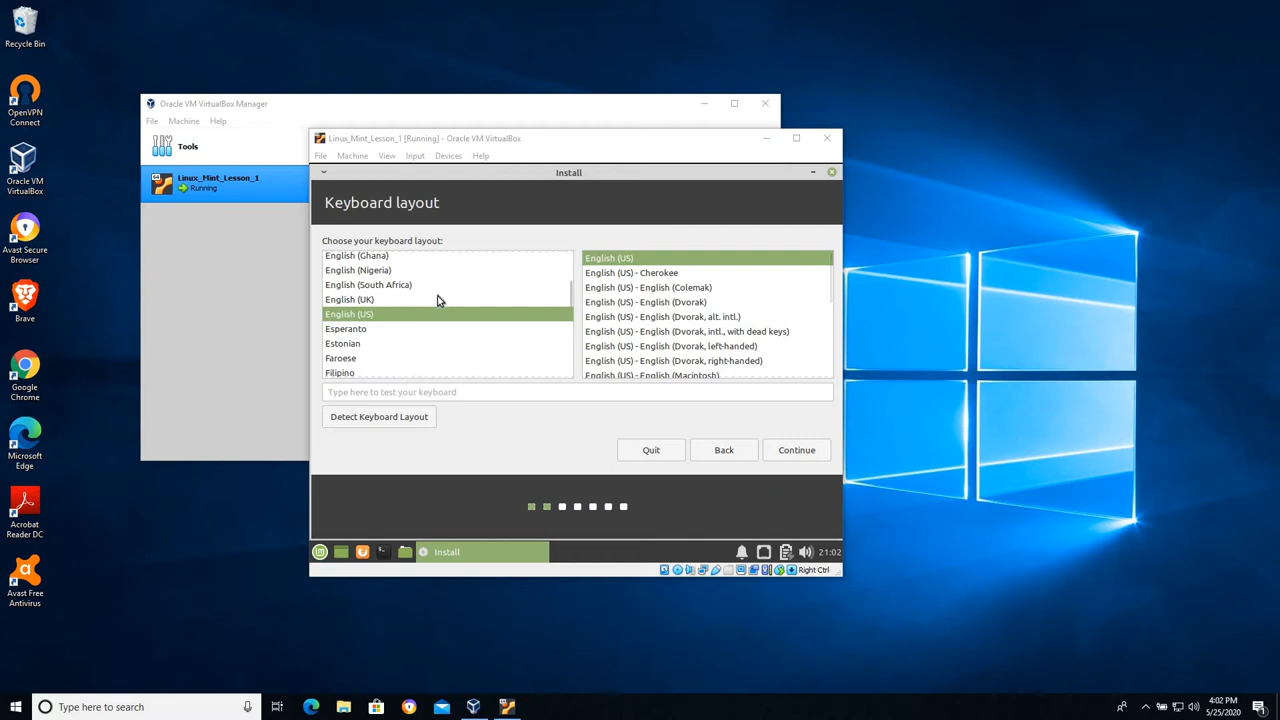 Recycle Bin
OpenVPN
Connect
Oracle VM
VirtualBox
Avast Secure
Browser
Brave
Google
Chrome
Microsoft
Edge
Acrobat
Reader DC
Avast Free
Antivirus
Oracle VM VirtualBox Manager
File Machine Help
Tools
Linux_Mint_Lesson_1
Running
Linux_Mint_Lesson_1 [Running] - Oracle VM VirtualBox
File Machine View Input Devices Help
Install
Keyboard layout
Choose your keyboard layout:
English (Ghana)
English (Nigeria)
English (South Africa)
English (UK)
English (US)
Esperanto
Estonian
Faroese
Filipino
English (US)
English (US) - Cherokee
English (US) - English (Colemak)
English (US) - English (Dvorak)
English (US) - English (Dvorak, alt. intl.)
English (US) - English (Dvorak, intl., with dead keys)
English (US) - English (Dvorak, left-handed)
English (US) - English (Dvorak, right-handed)
English (US) - English (Macintosh)
Type here to test your keyboard
Detect Keyboard Layout
Quit Back Continue
Install
21:02
Right Ctrl
Type here to search
4:02 PM
5/25/2020